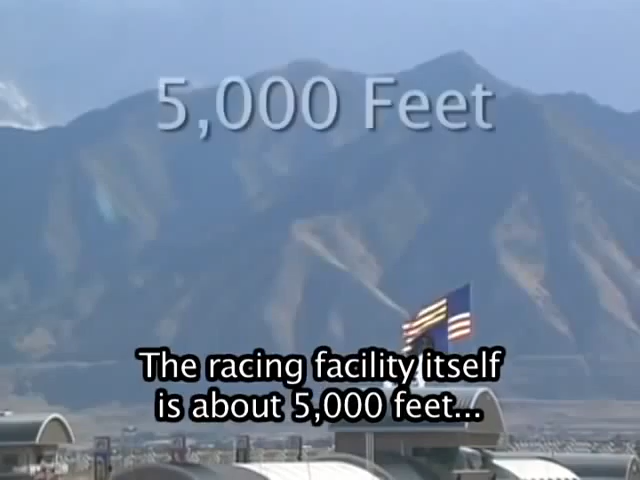 5,000 Feet
The racing facility itself
is about 5,000 feet...